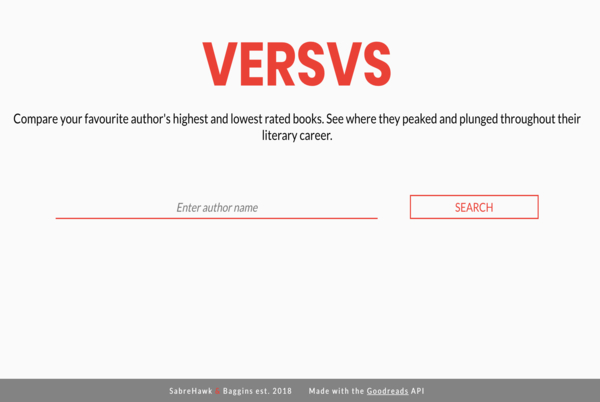 VERSVS
Compare your favourite author's highest and lowest rated books. See where they peaked and plunged throughout their
literary career.
Enter author name
SEARCH
SabreHawk & Baggins est. 2018 Made with the Goodreads API